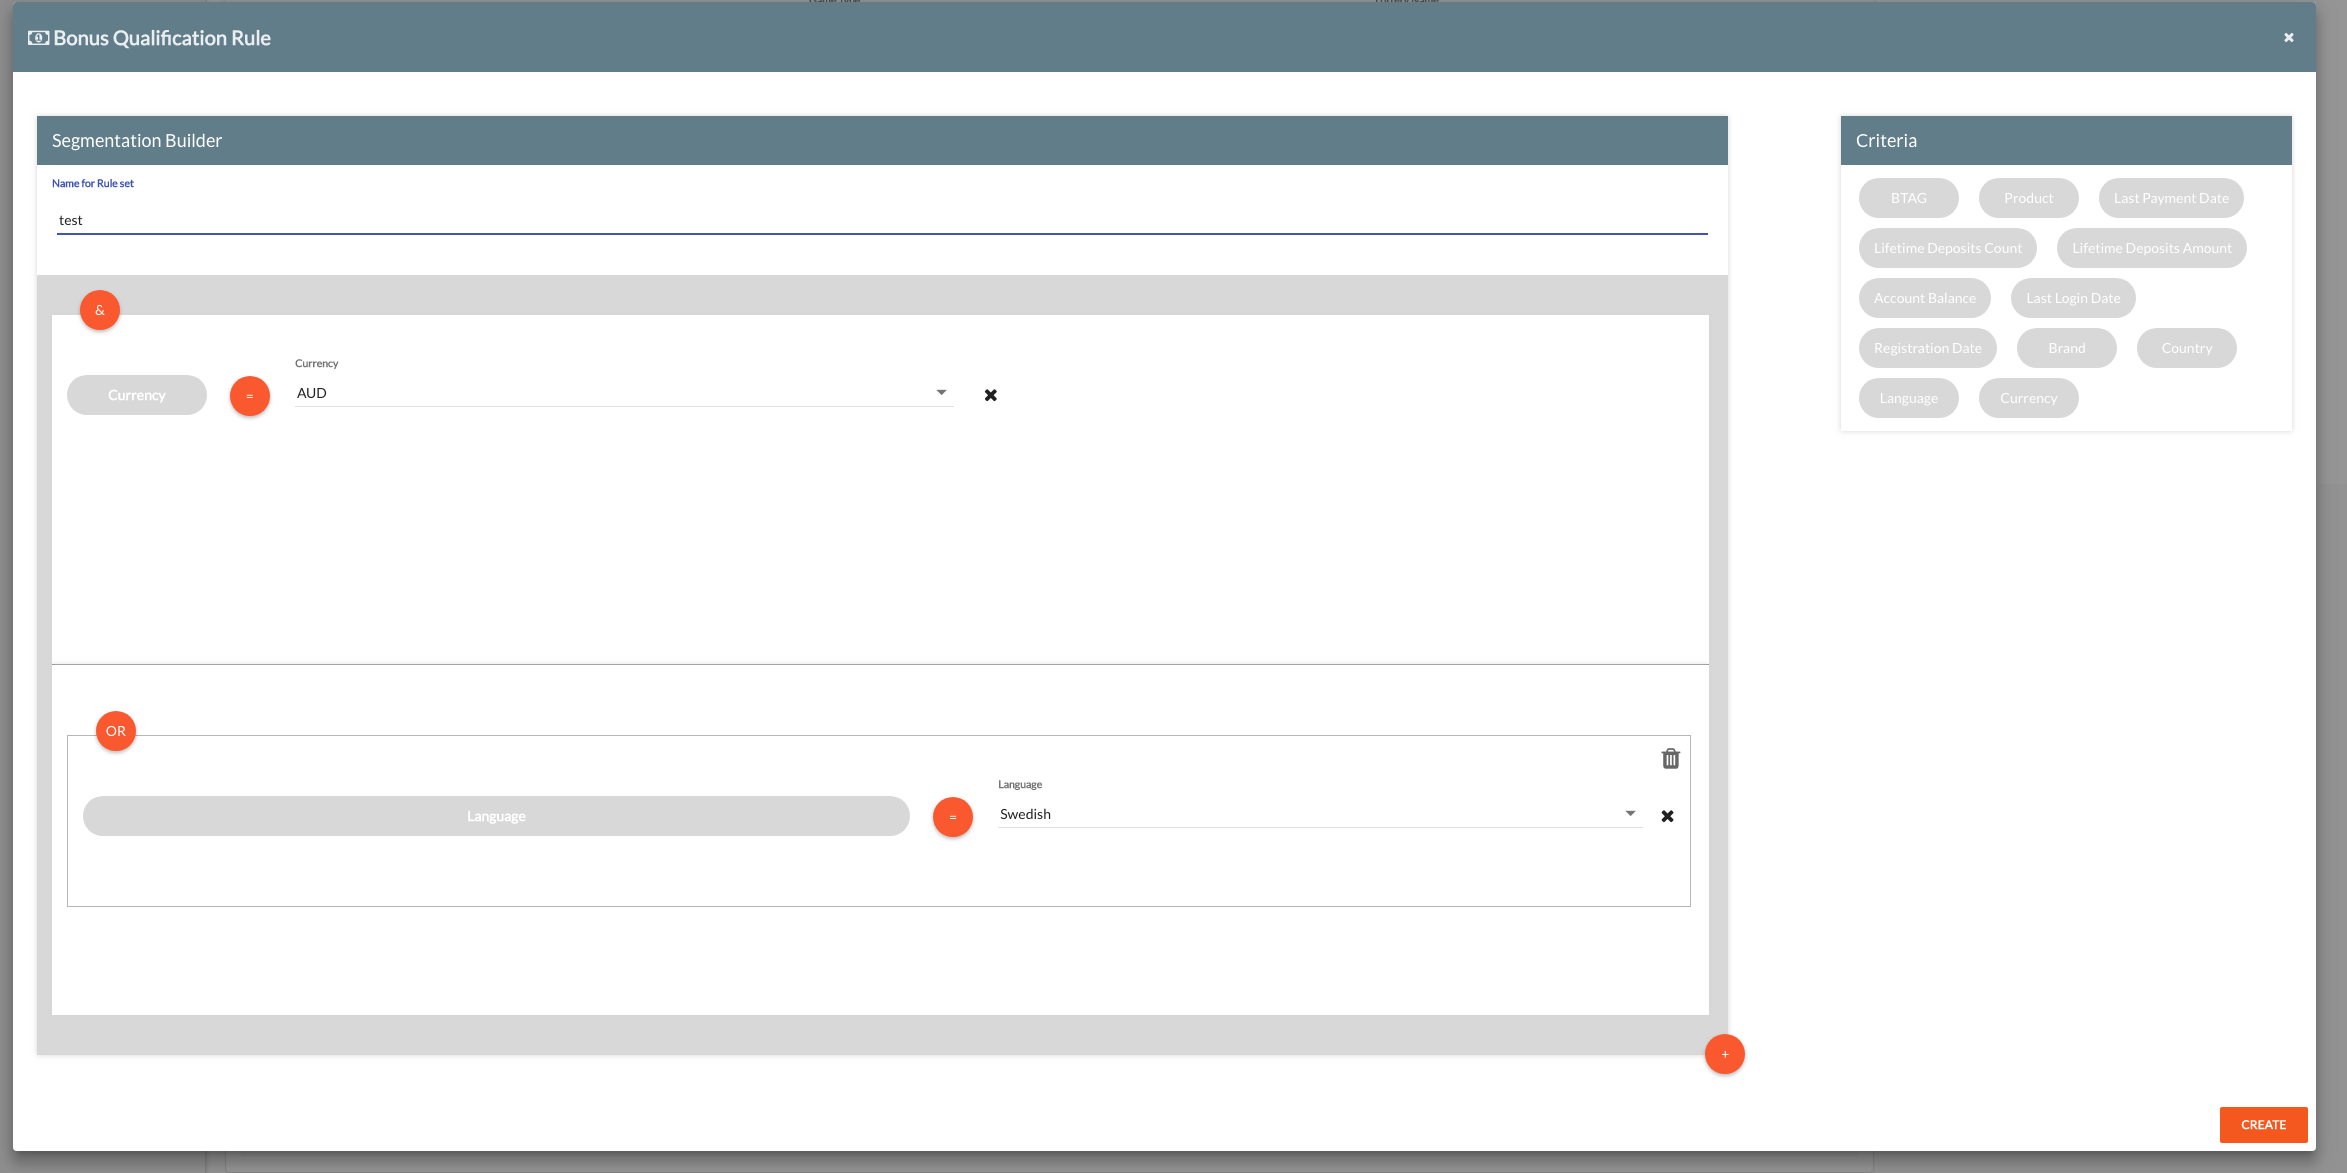 Bonus Qualification Rule
Segmentation Builder
Name for Rule set
test
&
Currency
Currency = AUD
OR
Language
Language = Swedish
+
Criteria
BTAG Product Last Payment Date
Lifetime Deposits Count Lifetime Deposits Amount
Account Balance Last Login Date
Registration Date Brand Country
Language Currency
CREATE